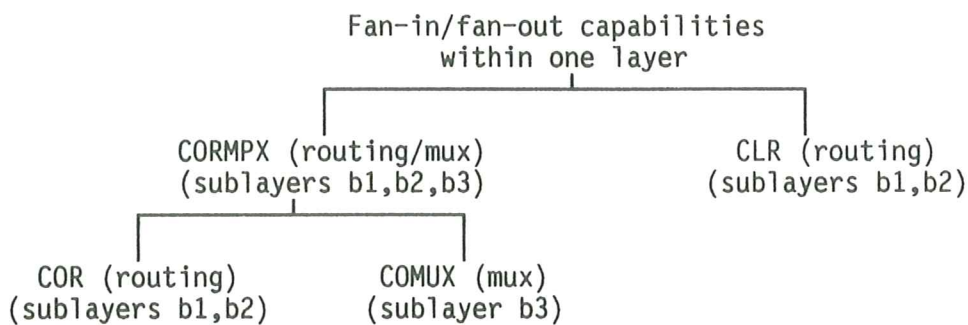 Fan-in/fan-out capabilities
within one layer
CORMPX (routing/mux)
(sublayers b1,b2,b3)
CLR (routing)
(sublayers b1,b2)
COR (routing)
(sublayers b1,b2)
COMUX (mux)
(sublayer b3)